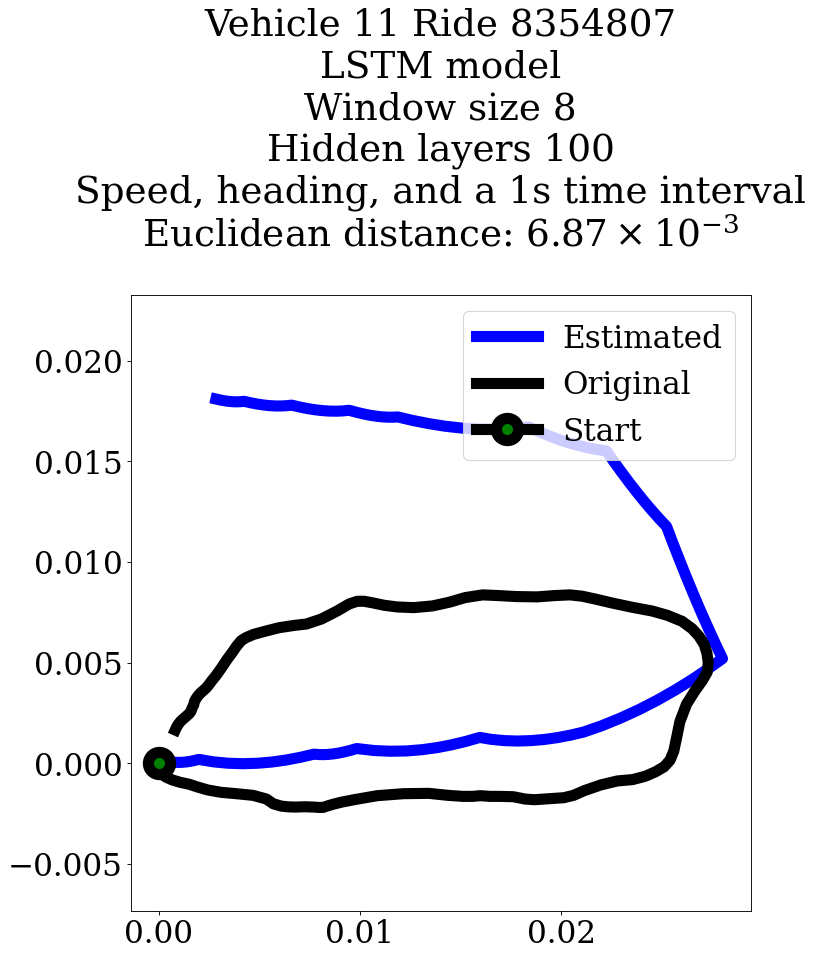 Vehicle 11 Ride 8354807
LSTM model
Window size 8
Hidden layers 100
Speed, heading, and a 1s time interval
Euclidean distance: 6.87 × 10⁻³
Estimated
Original
Start
0.020
0.015
0.010
0.005
0.000
−0.005
0.00 0.01 0.02